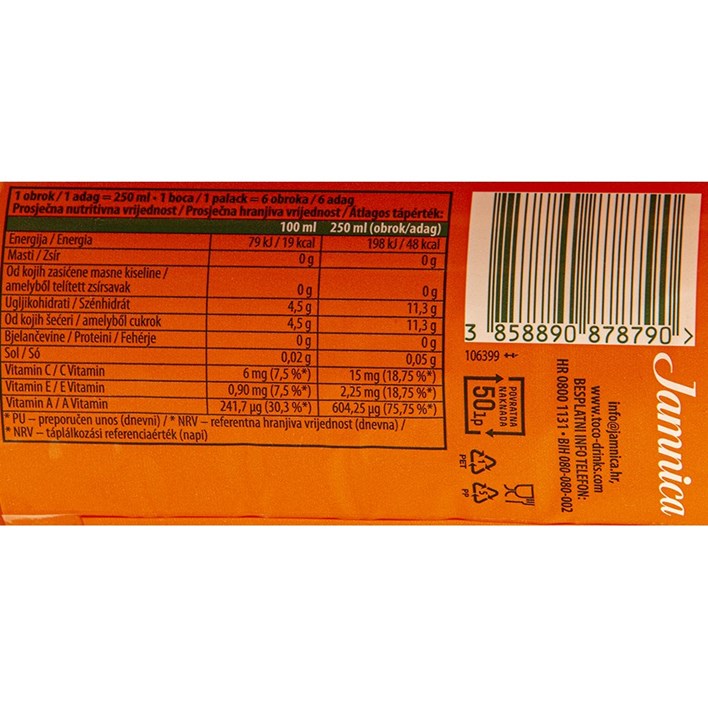 1 obrok / 1 adag = 250 ml - 1 boca / 1 palack = 6 obroka / 6 adag
Prosječna nutritivna vrijednost / Prosječna hranjiva vrijednost / Átlagos tápérték:
100 ml 250 ml (obrok/adag)
Energija / Energia 79 kJ / 19 kcal 198 kJ / 48 kcal
Masti / Zsír 0 g 0 g
Od kojih zasićene masne kiseline /
amelyből telített zsírsavak 0 g 0 g
Ugljikohidrati / Szénhidrát 4,5 g 11,3 g
Od kojih šećeri / amelyből cukrok 4,5 g 11,3 g
Bjelančevine / Proteini / Fehérje 0 g 0 g
Sol / Só 0,02 g 0,05 g
Vitamin C / C Vitamin 6 mg (7,5 %*) 15 mg (18,75 %*)
Vitamin E / E Vitamin 0,90 mg (7,5 %*) 2,25 mg (18,75 %*)
Vitamin A / A Vitamin 241,7 µg (30,3 %*) 604,25 µg (75,75 %*)
* PU – preporučen unos (dnevni) / * NRV – referentna hranjiva vrijednost (dnevna) /
* NRV – táplálkozási referenciaérték (napi)
3 858890 878790 >
106399
POVRATNA
NAKNADA
50lp
1
PET
5
PP
info@jamnica.hr,
www.toco-drinks.com
BESPLATNI INFO TELEFON:
HR 0800 1131 • BIH 080-080-002
Jamnica